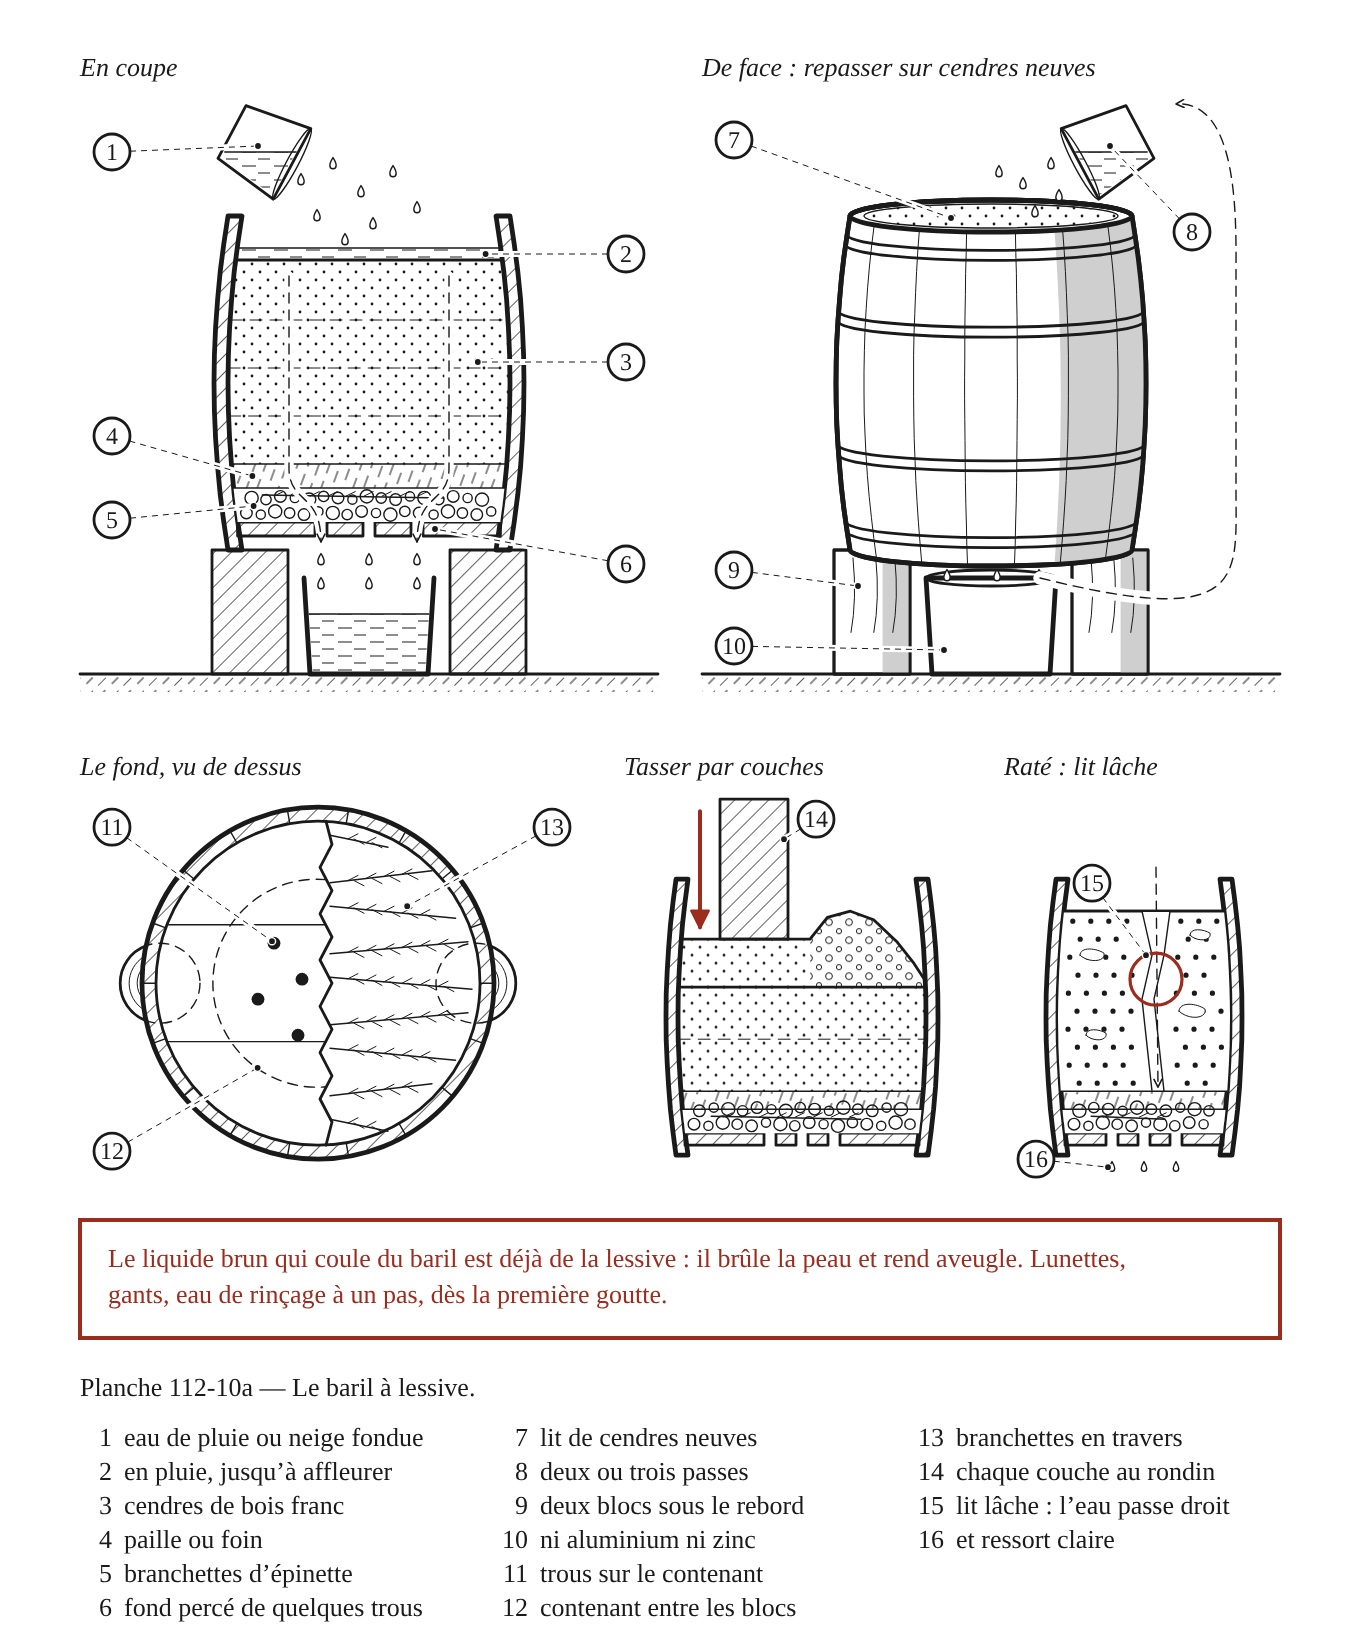 En coupe
De face : repasser sur cendres neuves
1
7
8
2
3
4
5
6
9
10
Le fond, vu de dessus
Tasser par couches
Raté : lit lâche
11
13
14
15
12
16
Le liquide brun qui coule du baril est déjà de la lessive : il brûle la peau et rend aveugle. Lunettes,
gants, eau de rinçage à un pas, dès la première goutte.
Planche 112-10a — Le baril à lessive.
1 eau de pluie ou neige fondue
2 en pluie, jusqu’à affleurer
3 cendres de bois franc
4 paille ou foin
5 branchettes d’épinette
6 fond percé de quelques trous
7 lit de cendres neuves
8 deux ou trois passes
9 deux blocs sous le rebord
10 ni aluminium ni zinc
11 trous sur le contenant
12 contenant entre les blocs
13 branchettes en travers
14 chaque couche au rondin
15 lit lâche : l’eau passe droit
16 et ressort claire